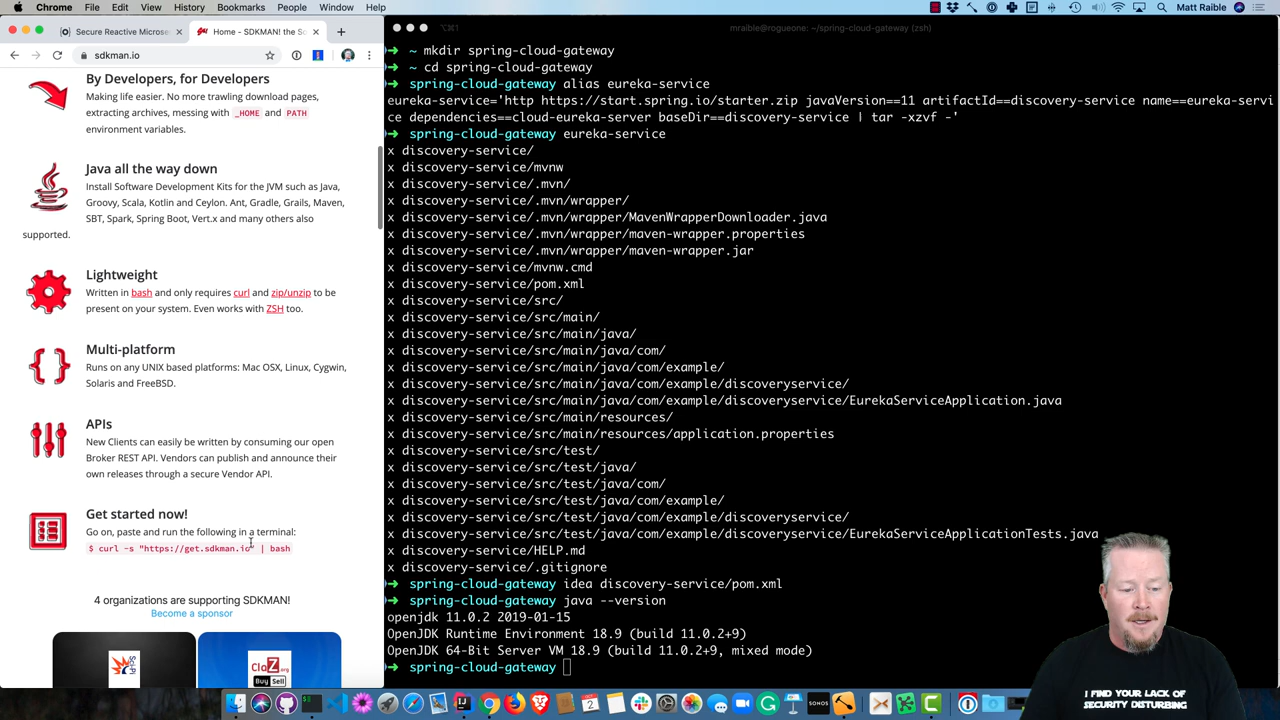 Chrome File Edit View History Bookmarks People Tab Window Help
Matt Raible
Secure Reactive Microse
Home - SDKMAN! the So
sdkman.io
By Developers, for Developers
Making life easier. No more trawling download pages,
extracting archives, messing with _HOME and PATH
environment variables.
Java all the way down
Install Software Development Kits for the JVM such as Java,
Groovy, Scala, Kotlin and Ceylon. Ant, Gradle, Grails, Maven,
SBT, Spark, Spring Boot, Vert.x and many others also
supported.
Lightweight
Written in bash and only requires curl and zip/unzip to be
present on your system. Even works with ZSH too.
Multi-platform
Runs on any UNIX based platforms: Mac OSX, Linux, Cygwin,
Solaris and FreeBSD.
APIs
New Clients can easily be written by consuming our open
Broker REST API. Vendors can publish and announce their
own releases through a secure Vendor API.
Get started now!
Go on, paste and run the following in a terminal:
$ curl -s "https://get.sdkman.io" | bash
4 organizations are supporting SDKMAN!
Become a sponsor
SciPi
ClaZ.org
Buy Sell
⌥⌘1
mraible@rogueone: ~/spring-cloud-gateway (zsh)
➜ ~ mkdir spring-cloud-gateway
➜ ~ cd spring-cloud-gateway
➜ spring-cloud-gateway alias eureka-service
eureka-service='http https://start.spring.io/starter.zip javaVersion==11 artifactId==discovery-service name==eureka-servi
ce dependencies==cloud-eureka-server baseDir==discovery-service | tar -xzvf -'
➜ spring-cloud-gateway eureka-service
x discovery-service/
x discovery-service/mvnw
x discovery-service/.mvn/
x discovery-service/.mvn/wrapper/
x discovery-service/.mvn/wrapper/MavenWrapperDownloader.java
x discovery-service/.mvn/wrapper/maven-wrapper.properties
x discovery-service/.mvn/wrapper/maven-wrapper.jar
x discovery-service/mvnw.cmd
x discovery-service/pom.xml
x discovery-service/src/
x discovery-service/src/main/
x discovery-service/src/main/java/
x discovery-service/src/main/java/com/
x discovery-service/src/main/java/com/example/
x discovery-service/src/main/java/com/example/discoveryservice/
x discovery-service/src/main/java/com/example/discoveryservice/EurekaServiceApplication.java
x discovery-service/src/main/resources/
x discovery-service/src/main/resources/application.properties
x discovery-service/src/test/
x discovery-service/src/test/java/
x discovery-service/src/test/java/com/
x discovery-service/src/test/java/com/example/
x discovery-service/src/test/java/com/example/discoveryservice/
x discovery-service/src/test/java/com/example/discoveryservice/EurekaServiceApplicationTests.java
x discovery-service/HELP.md
x discovery-service/.gitignore
➜ spring-cloud-gateway idea discovery-service/pom.xml
➜ spring-cloud-gateway java --version
openjdk 11.0.2 2019-01-15
OpenJDK Runtime Environment 18.9 (build 11.0.2+9)
OpenJDK 64-Bit Server VM 18.9 (build 11.0.2+9, mixed mode)
➜ spring-cloud-gateway
I FIND YOUR LACK OF
SECURITY DISTURBING
SONOS